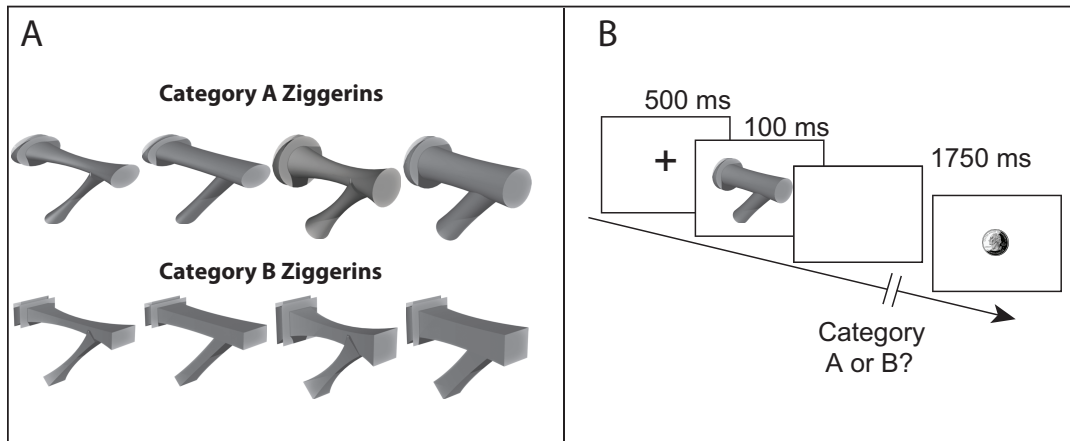 A
Category A Ziggerins
Category B Ziggerins
B
500 ms
100 ms
1750 ms
Category
A or B?